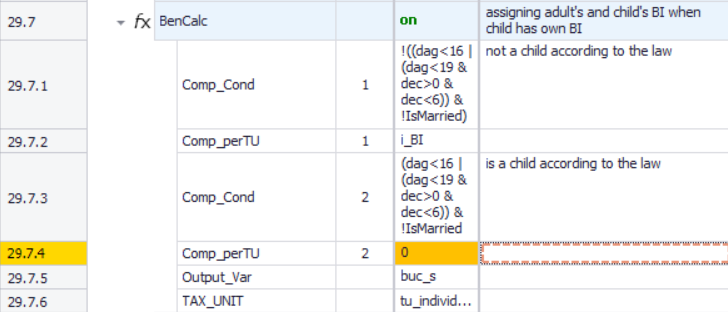 29.7 fx BenCalc on assigning adult's and child's BI when
child has own BI
29.7.1 Comp_Cond 1 !((dag<16 | not a child according to the law
(dag<19 &
dec>0 &
dec<6)) &
!IsMarried)
29.7.2 Comp_perTU 1 i_BI
29.7.3 Comp_Cond 2 (dag<16 | is a child according to the law
(dag<19 &
dec>0 &
dec<6)) &
!IsMarried
29.7.4 Comp_perTU 2 0
29.7.5 Output_Var buc_s
29.7.6 TAX_UNIT tu_individ...